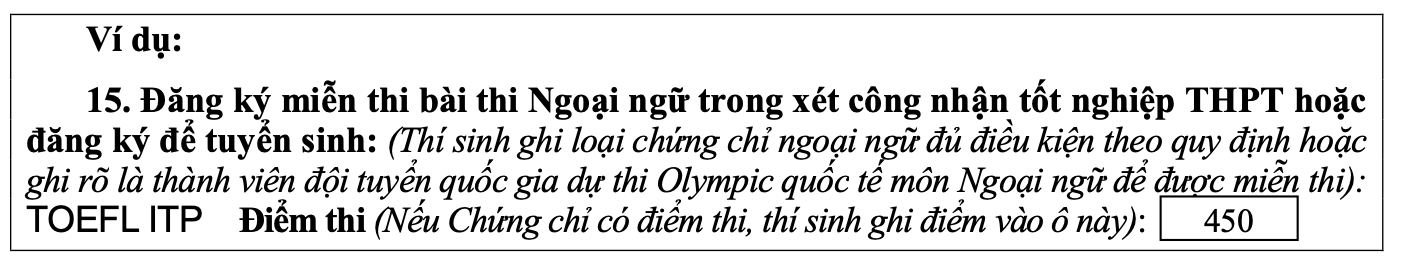 Ví dụ:
15. Đăng ký miễn thi bài thi Ngoại ngữ trong xét công nhận tốt nghiệp THPT hoặc
đăng ký để tuyển sinh: (Thí sinh ghi loại chứng chỉ ngoại ngữ đủ điều kiện theo quy định hoặc
ghi rõ là thành viên đội tuyển quốc gia dự thi Olympic quốc tế môn Ngoại ngữ để được miễn thi):
TOEFL ITP Điểm thi (Nếu Chứng chỉ có điểm thi, thí sinh ghi điểm vào ô này): 450